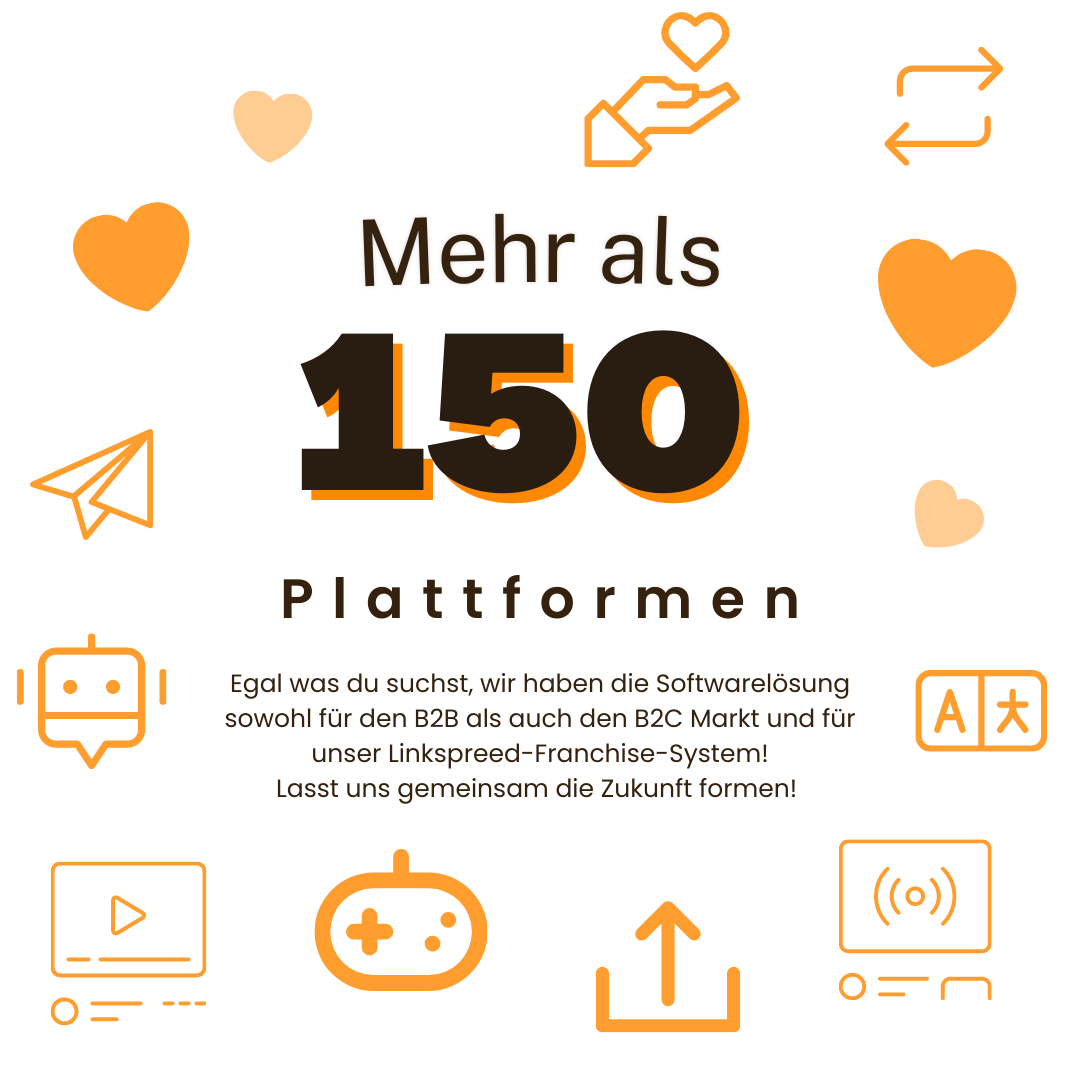 Mehr als
150
Plattformen
Egal was du suchst, wir haben die Softwarelösung
sowohl für den B2B als auch den B2C Markt und für
unser Linkspreed-Franchise-System!
Lasst uns gemeinsam die Zukunft formen!
A 大